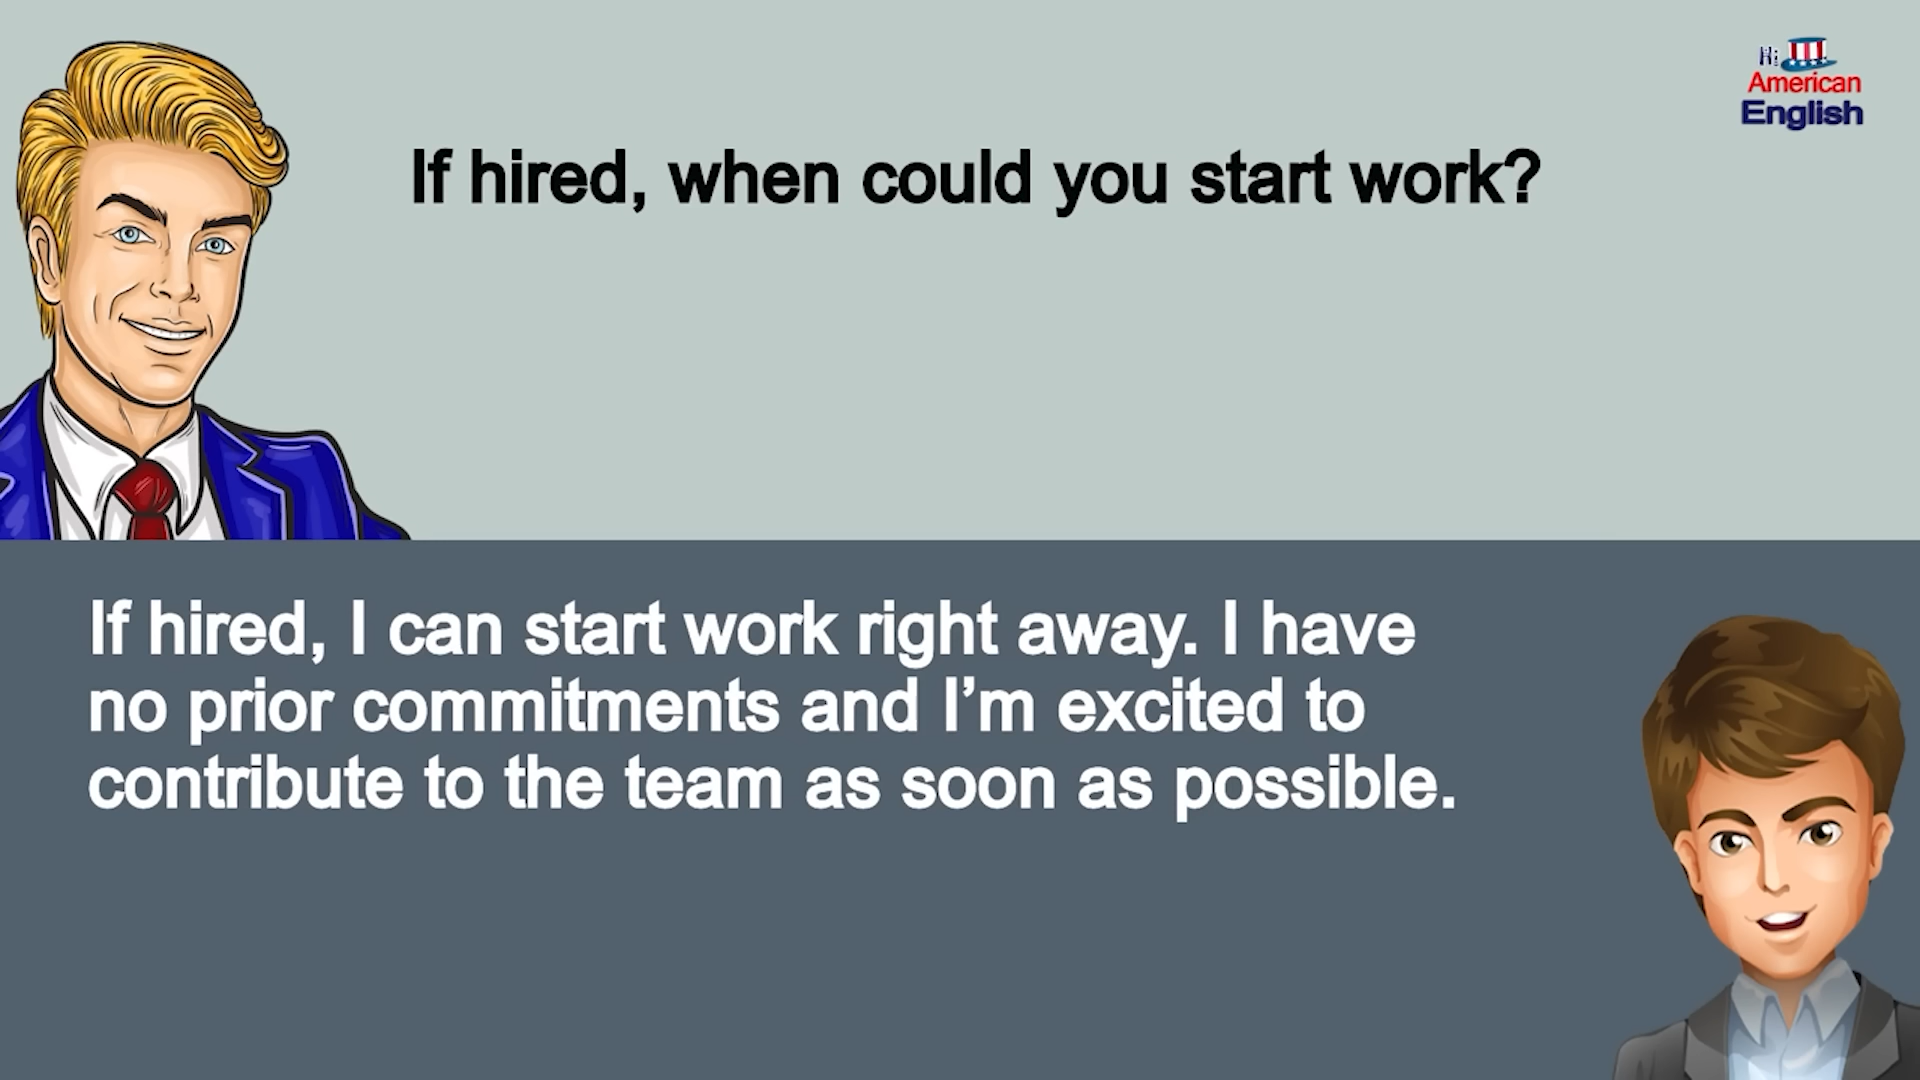 Hi
American
English
If hired, when could you start work?
If hired, I can start work right away. I have
no prior commitments and I’m excited to
contribute to the team as soon as possible.